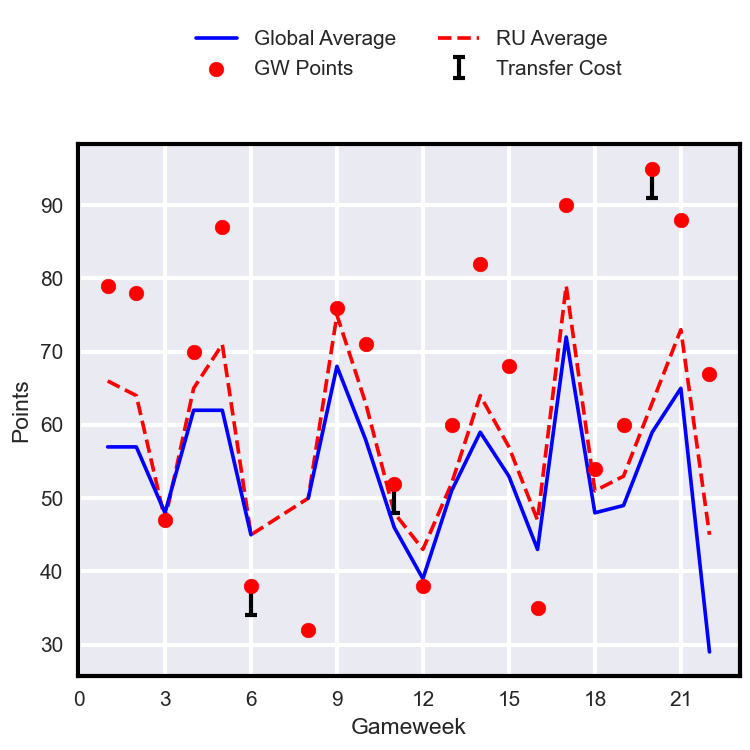 Global Average
RU Average
GW Points
Transfer Cost
90
80
70
60
50
40
30
Points
0 3 6 9 12 15 18 21
Gameweek